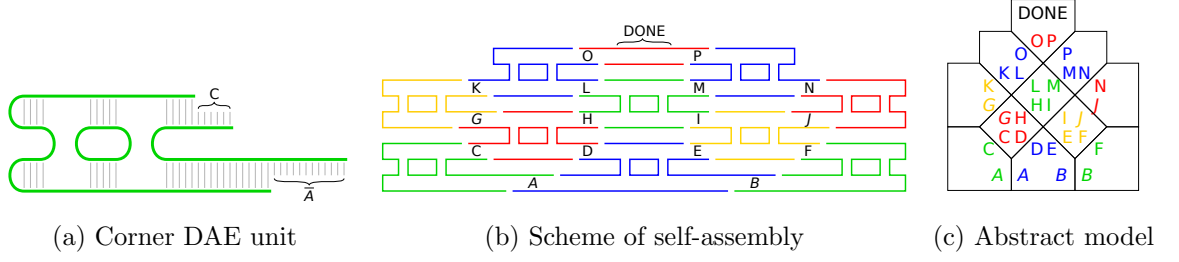 C
A̅
(a) Corner DAE unit
DONE
O P
K L M N
G H I J
C D E F
A B
(b) Scheme of self-assembly
DONE
O P
O P
K L M N
K L M N
G H I J
G H I J
C D E F
C D E F
A A B B
(c) Abstract model